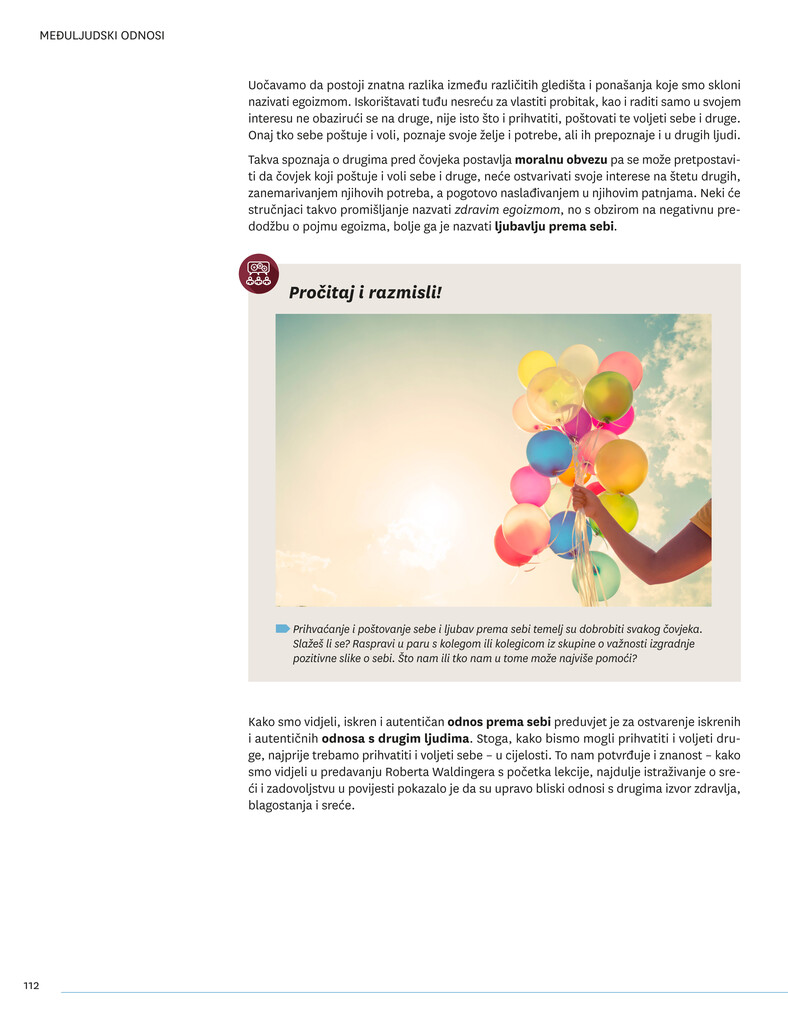 MEĐULJUDSKI ODNOSI
Uočavamo da postoji znatna razlika između različitih gledišta i ponašanja koje smo skloni
nazivati egoizmom. Iskorištavati tuđu nesreću za vlastiti probitak, kao i raditi samo u svojem
interesu ne obazirući se na druge, nije isto što i prihvatiti, poštovati te voljeti sebe i druge.
Onaj tko sebe poštuje i voli, poznaje svoje želje i potrebe, ali ih prepoznaje i u drugih ljudi.
Takva spoznaja o drugima pred čovjeka postavlja moralnu obvezu pa se može pretpostavi-
ti da čovjek koji poštuje i voli sebe i druge, neće ostvarivati svoje interese na štetu drugih,
zanemarivanjem njihovih potreba, a pogotovo naslađivanjem u njihovim patnjama. Neki će
stručnjaci takvo promišljanje nazvati zdravim egoizmom, no s obzirom na negativnu pre-
dodžbu o pojmu egoizma, bolje ga je nazvati ljubavlju prema sebi.
Pročitaj i razmisli!
Prihvaćanje i poštovanje sebe i ljubav prema sebi temelj su dobrobiti svakog čovjeka.
Slažeš li se? Raspravi u paru s kolegom ili kolegicom iz skupine o važnosti izgradnje
pozitivne slike o sebi. Što nam ili tko nam u tome može najviše pomoći?
Kako smo vidjeli, iskren i autentičan odnos prema sebi preduvjet je za ostvarenje iskrenih
i autentičnih odnosa s drugim ljudima. Stoga, kako bismo mogli prihvatiti i voljeti dru-
ge, najprije trebamo prihvatiti i voljeti sebe – u cijelosti. To nam potvrđuje i znanost – kako
smo vidjeli u predavanju Roberta Waldingera s početka lekcije, najdulje istraživanje o sre-
ći i zadovoljstvu u povijesti pokazalo je da su upravo bliski odnosi s drugima izvor zdravlja,
blagostanja i sreće.
112